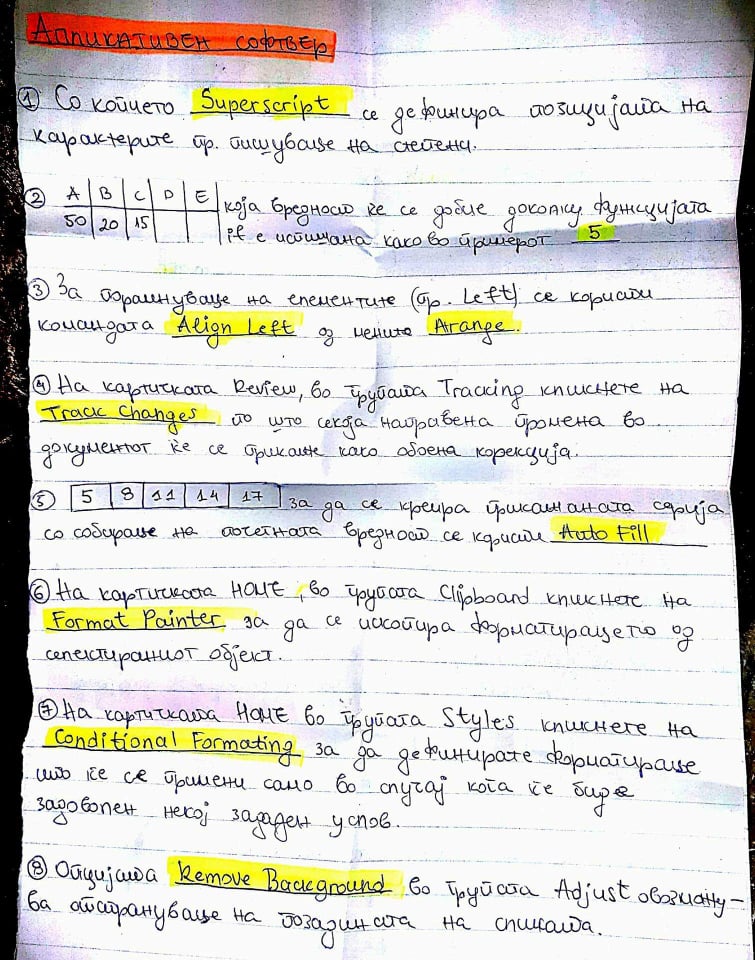 Апликативен софтвер
① Со копчето Superscript се дефинира позицијата на
карактерите пр. пишување на степени.
② A B C D E која вредност ќе се добие доколку функцијата
50 20 15 if е испишана како во примерот 5
③ За порамнување на елементите (пр. Left) се користи
командата Align Left од менито Arange.
④ На картичката Review, во групата Tracking кликнете на
Track Changes по што секоја направена промена во
документот ќе се прикаже како обоена корекција.
⑤ 5 8 11 14 17 за да се креира прикажаната серија
со собирање на почетната вредност се користи Auto Fill
⑥ На картичката HOME, во групата Clipboard кликнете на
Format Painter за да се ископира форматирањето од
селектираниот објект.
⑦ На картичката HOME во групата Styles кликнете на
Conditional Formating за да дефинирате форматирање
што ќе се примени само во случај кога ќе биде
задоволен некој зададен услов.
⑧ Опцијата Remove Background во групата Adjust овозможу-
ва отстранување на позадината на сликата.